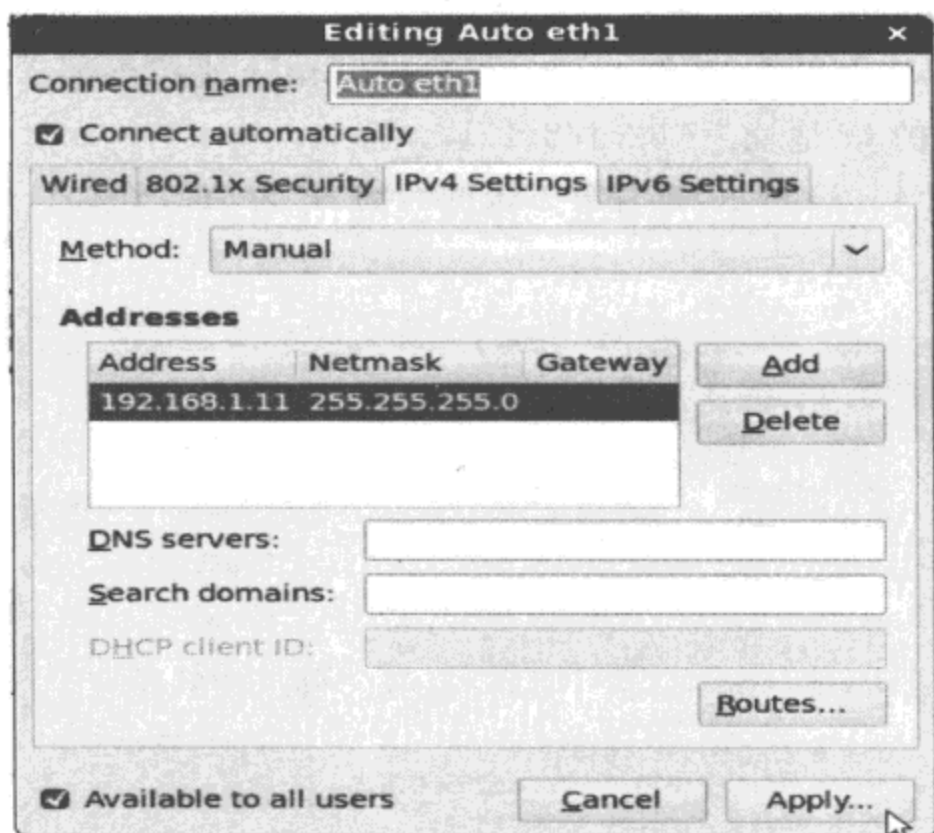 Editing Auto eth1
Connection name: Auto eth1
Connect automatically
Wired 802.1x Security IPv4 Settings IPv6 Settings
Method: Manual
Addresses
Address Netmask Gateway Add
192.168.1.11 255.255.255.0
Delete
DNS servers:
Search domains:
DHCP client ID:
Routes...
Available to all users Cancel Apply...